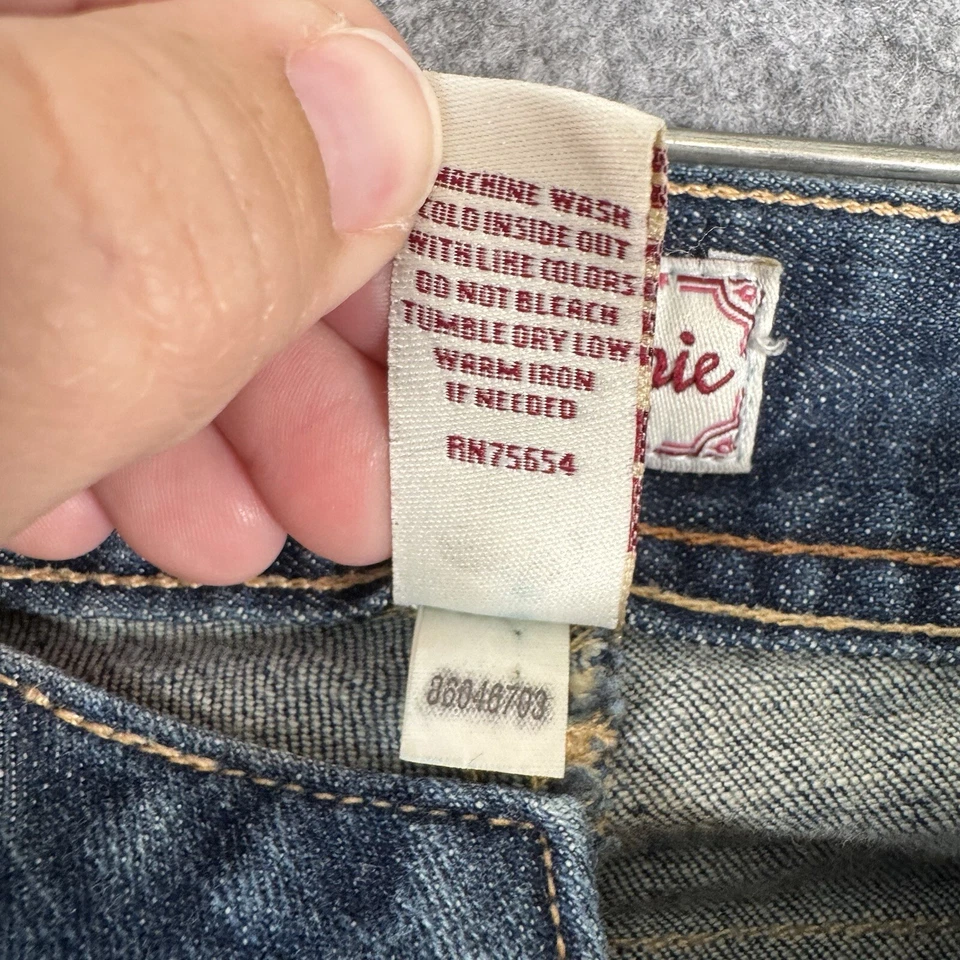 MACHINE WASH
COLD INSIDE OUT
WITH LIKE COLORS
DO NOT BLEACH
TUMBLE DRY LOW
WARM IRON
IF NEEDED
RN75654
nie